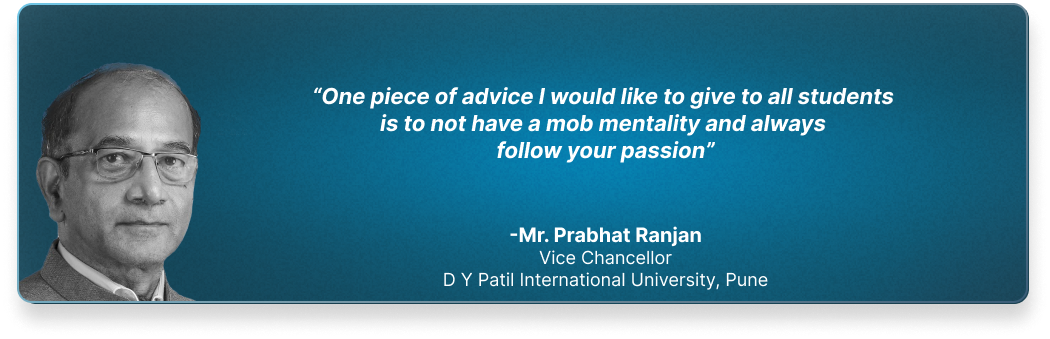 “One piece of advice I would like to give to all students
is to not have a mob mentality and always
follow your passion”
-Mr. Prabhat Ranjan
Vice Chancellor
D Y Patil International University, Pune